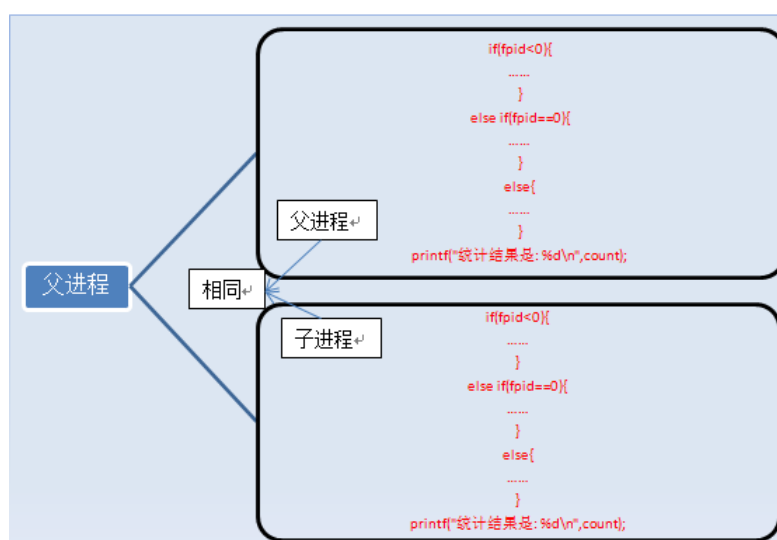 if(fpid<0){
......
}
else if(fpid==0){
......
}
else{
......
}
printf("统计结果是: %d\n",count);
父进程
父进程
相同
子进程
if(fpid<0){
......
}
else if(fpid==0){
......
}
else{
......
}
printf("统计结果是: %d\n",count);